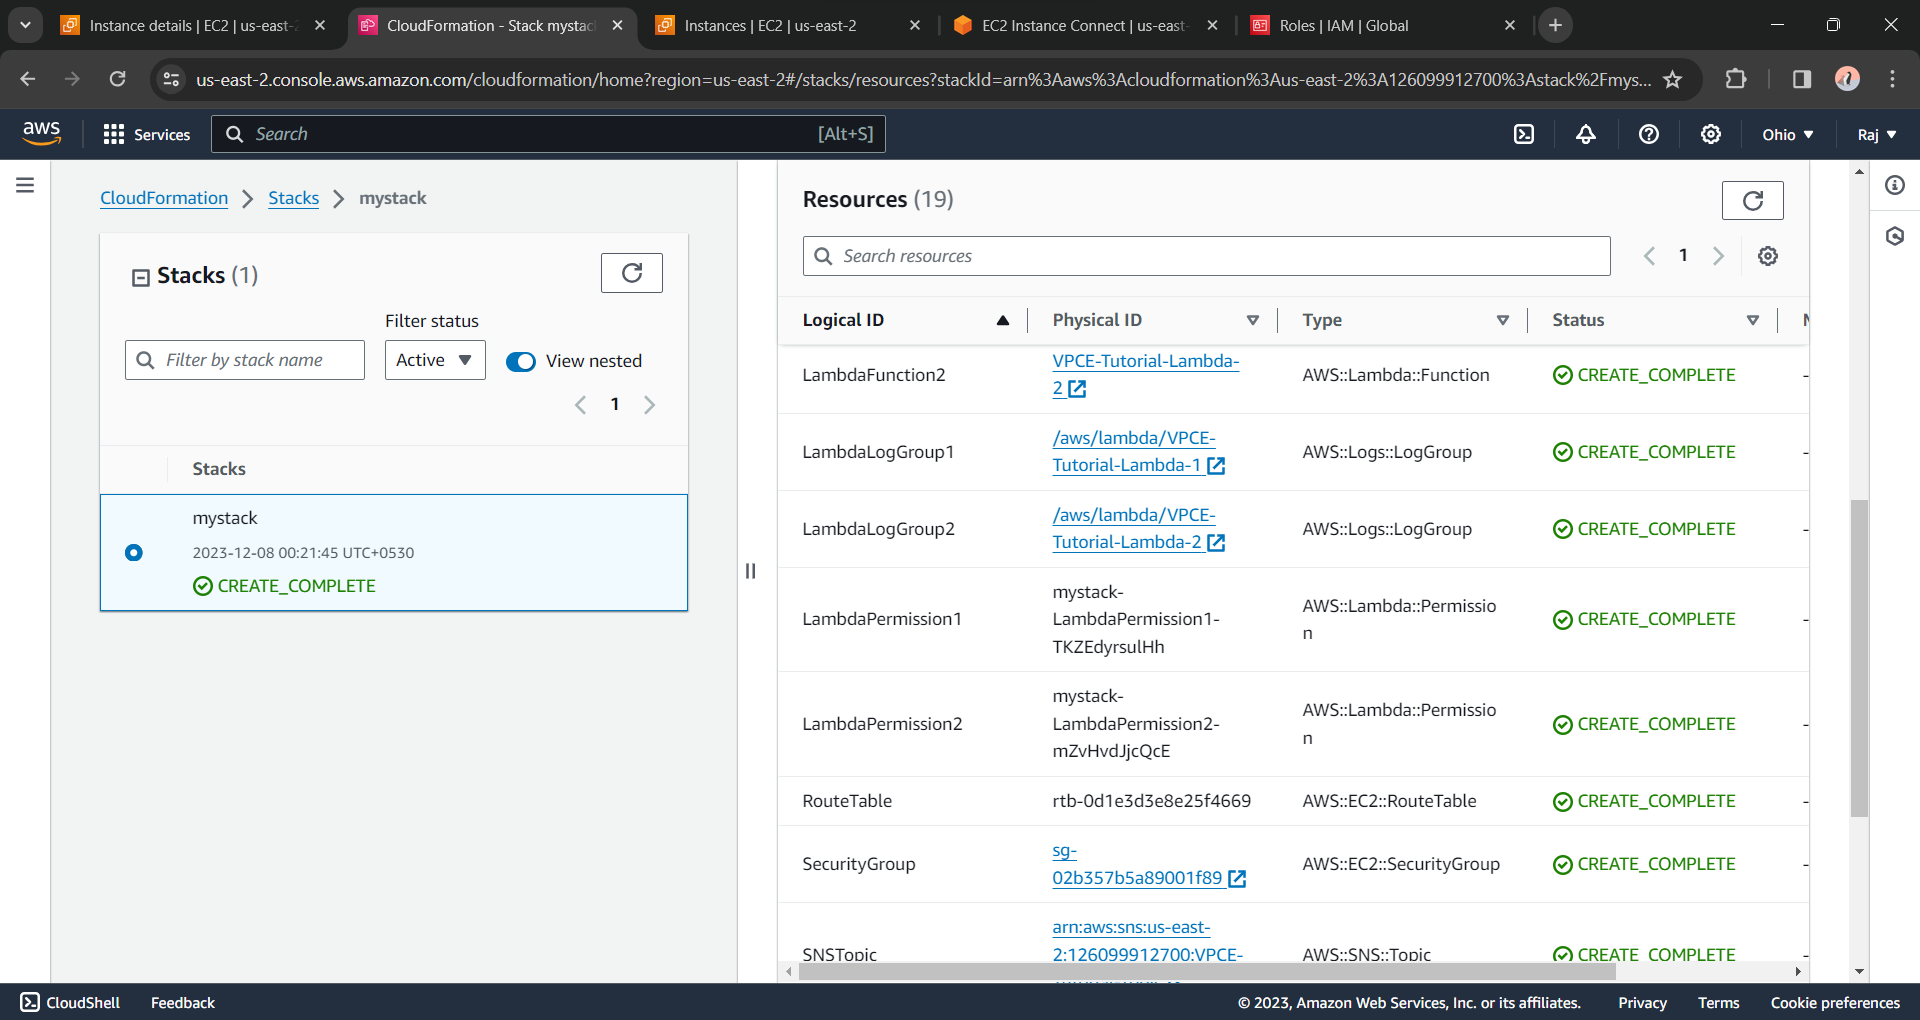 Instance details | EC2 | us-east-2
CloudFormation - Stack mystack
Instances | EC2 | us-east-2
EC2 Instance Connect | us-east-
Roles | IAM | Global
us-east-2.console.aws.amazon.com/cloudformation/home?region=us-east-2#/stacks/resources?stackId=arn%3Aaws%3Acloudformation%3Aus-east-2%3A126099912700%3Astack%2Fmys...
aws
Services
Search
[Alt+S]
Ohio
Raj
CloudFormation
Stacks
mystack
Stacks (1)
Filter status
Filter by stack name
Active
View nested
1
Stacks
mystack
2023-12-08 00:21:45 UTC+0530
CREATE_COMPLETE
Resources (19)
Search resources
1
Logical ID
Physical ID
Type
Status
LambdaFunction2
VPCE-Tutorial-Lambda-
2
AWS::Lambda::Function
CREATE_COMPLETE
-
LambdaLogGroup1
/aws/lambda/VPCE-
Tutorial-Lambda-1
AWS::Logs::LogGroup
CREATE_COMPLETE
-
LambdaLogGroup2
/aws/lambda/VPCE-
Tutorial-Lambda-2
AWS::Logs::LogGroup
CREATE_COMPLETE
-
LambdaPermission1
mystack-
LambdaPermission1-
TKZEdyrsulHh
AWS::Lambda::Permissio
n
CREATE_COMPLETE
-
LambdaPermission2
mystack-
LambdaPermission2-
mZvHvdJjcQcE
AWS::Lambda::Permissio
n
CREATE_COMPLETE
-
RouteTable
rtb-0d1e3d3e8e25f4669
AWS::EC2::RouteTable
CREATE_COMPLETE
-
SecurityGroup
sg-
02b357b5a89001f89
AWS::EC2::SecurityGroup
CREATE_COMPLETE
-
SNSTopic
arn:aws:sns:us-east-
2:126099912700:VPCE-
AWS::SNS::Topic
CREATE_COMPLETE
-
CloudShell
Feedback
© 2023, Amazon Web Services, Inc. or its affiliates.
Privacy
Terms
Cookie preferences